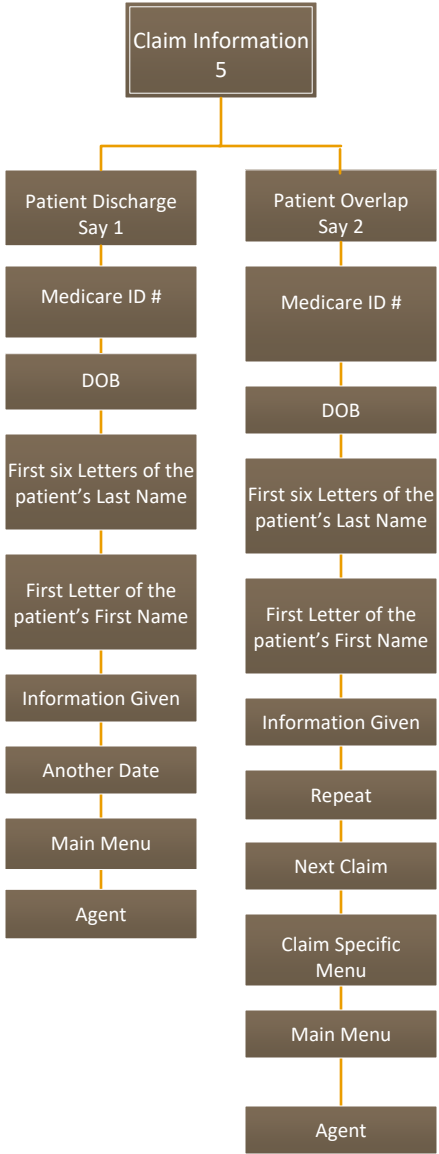 Claim Information
5
Patient Discharge
Say 1
Medicare ID #
DOB
First six Letters of the
patient’s Last Name
First Letter of the
patient’s First Name
Information Given
Another Date
Main Menu
Agent
Patient Overlap
Say 2
Medicare ID #
DOB
First six Letters of the
patient’s Last Name
First Letter of the
patient’s First Name
Information Given
Repeat
Next Claim
Claim Specific
Menu
Main Menu
Agent